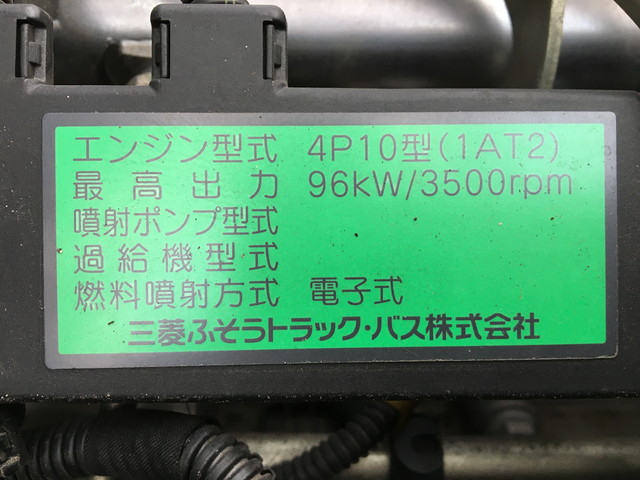 エンジン型式 4P10型(1AT2)
最高出力 96kW/3500rpm
噴射ポンプ型式
過給機型式
燃料噴射方式 電子式
三菱ふそうトラック・バス株式会社